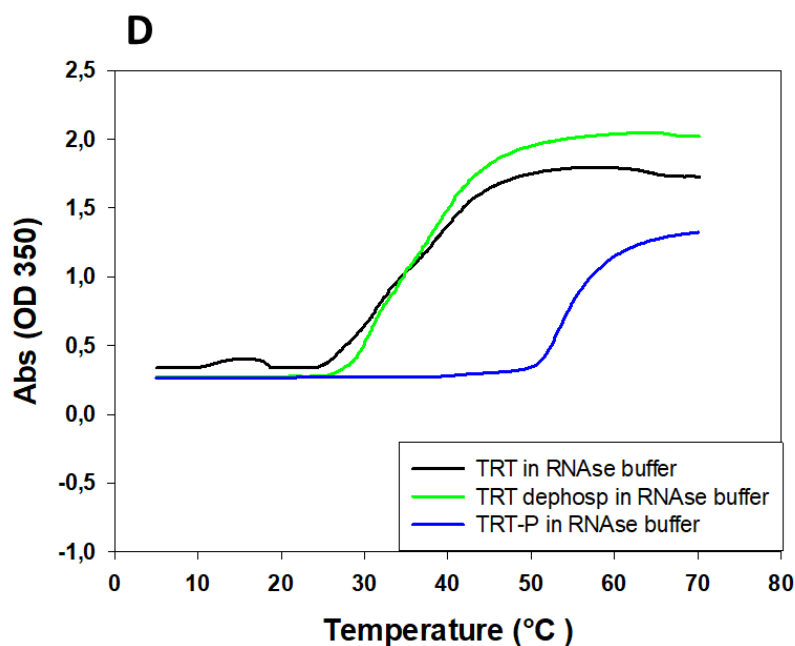 D
2,5
2,0
1,5
1,0
0,5
0,0
-0,5
-1,0
Abs (OD 350)
TRT in RNAse buffer
TRT dephosp in RNAse buffer
TRT-P in RNAse buffer
0 10 20 30 40 50 60 70 80
Temperature (°C )